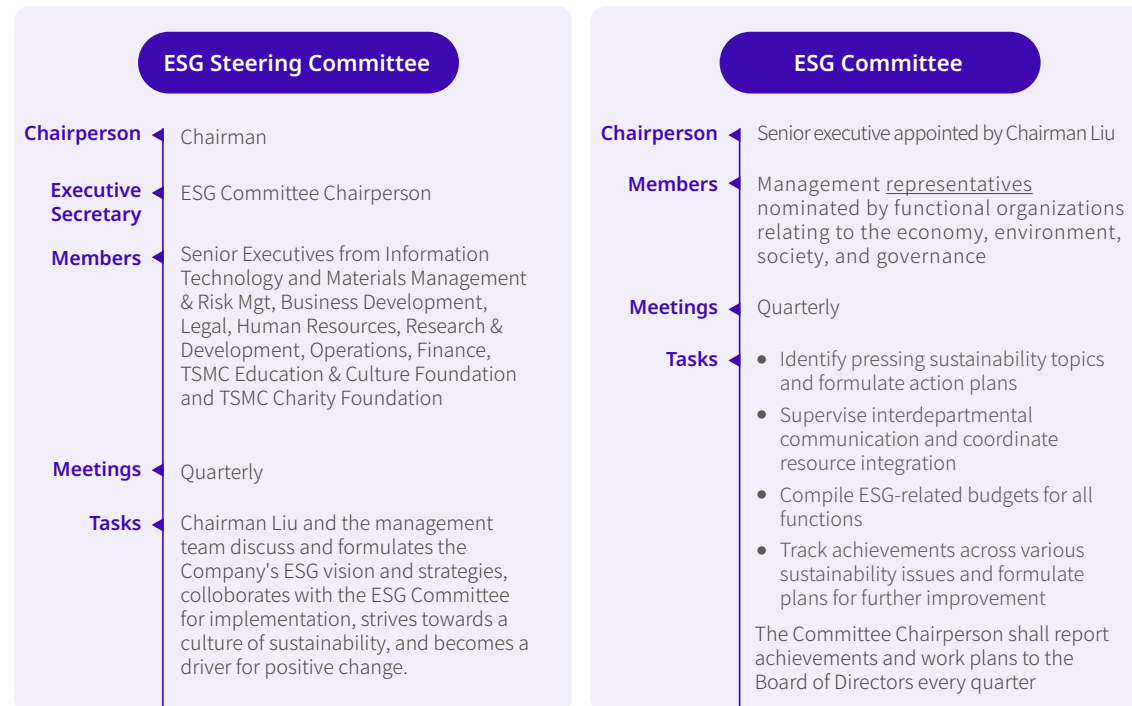 ESG Steering Committee
Chairperson
Chairman
Executive
Secretary
ESG Committee Chairperson
Members
Senior Executives from Information
Technology and Materials Management
& Risk Mgt, Business Development,
Legal, Human Resources, Research &
Development, Operations, Finance,
TSMC Education & Culture Foundation
and TSMC Charity Foundation
Meetings
Quarterly
Tasks
Chairman Liu and the management
team discuss and formulates the
Company's ESG vision and strategies,
colloborates with the ESG Committee
for implementation, strives towards a
culture of sustainability, and becomes a
driver for positive change.
ESG Committee
Chairperson
Senior executive appointed by Chairman Liu
Members
Management representatives
nominated by functional organizations
relating to the economy, environment,
society, and governance
Meetings
Quarterly
Tasks
• Identify pressing sustainability topics
and formulate action plans
• Supervise interdepartmental
communication and coordinate
resource integration
• Compile ESG-related budgets for all
functions
• Track achievements across various
sustainability issues and formulate
plans for further improvement
The Committee Chairperson shall report
achievements and work plans to the
Board of Directors every quarter